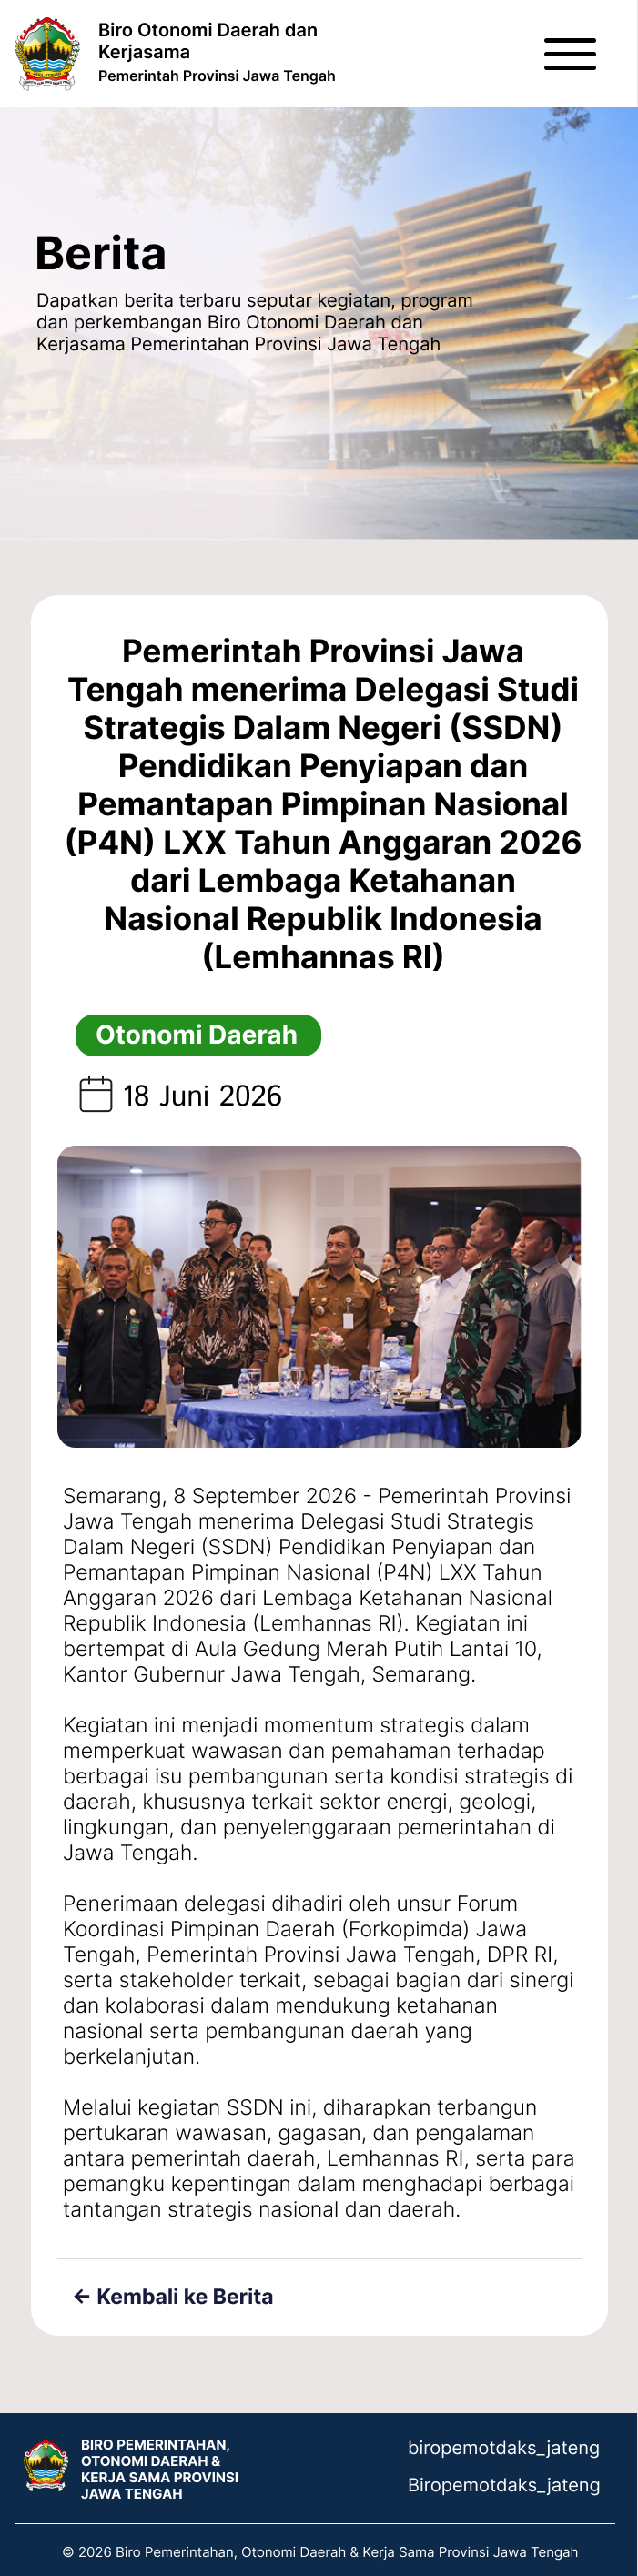 Biro Otonomi Daerah dan
Kerjasama
Pemerintah Provinsi Jawa Tengah
Berita
Dapatkan berita terbaru seputar kegiatan, program
dan perkembangan Biro Otonomi Daerah dan
Kerjasama Pemerintahan Provinsi Jawa Tengah
Pemerintah Provinsi Jawa
Tengah menerima Delegasi Studi
Strategis Dalam Negeri (SSDN)
Pendidikan Penyiapan dan
Pemantapan Pimpinan Nasional
(P4N) LXX Tahun Anggaran 2026
dari Lembaga Ketahanan
Nasional Republik Indonesia
(Lemhannas RI)
Otonomi Daerah
18 Juni 2026
Semarang, 8 September 2026 - Pemerintah Provinsi
Jawa Tengah menerima Delegasi Studi Strategis
Dalam Negeri (SSDN) Pendidikan Penyiapan dan
Pemantapan Pimpinan Nasional (P4N) LXX Tahun
Anggaran 2026 dari Lembaga Ketahanan Nasional
Republik Indonesia (Lemhannas RI). Kegiatan ini
bertempat di Aula Gedung Merah Putih Lantai 10,
Kantor Gubernur Jawa Tengah, Semarang.
Kegiatan ini menjadi momentum strategis dalam
memperkuat wawasan dan pemahaman terhadap
berbagai isu pembangunan serta kondisi strategis di
daerah, khususnya terkait sektor energi, geologi,
lingkungan, dan penyelenggaraan pemerintahan di
Jawa Tengah.
Penerimaan delegasi dihadiri oleh unsur Forum
Koordinasi Pimpinan Daerah (Forkopimda) Jawa
Tengah, Pemerintah Provinsi Jawa Tengah, DPR RI,
serta stakeholder terkait, sebagai bagian dari sinergi
dan kolaborasi dalam mendukung ketahanan
nasional serta pembangunan daerah yang
berkelanjutan.
Melalui kegiatan SSDN ini, diharapkan terbangun
pertukaran wawasan, gagasan, dan pengalaman
antara pemerintah daerah, Lemhannas RI, serta para
pemangku kepentingan dalam menghadapi berbagai
tantangan strategis nasional dan daerah.
← Kembali ke Berita
BIRO PEMERINTAHAN,
OTONOMI DAERAH &
KERJA SAMA PROVINSI
JAWA TENGAH
biropemotdaks_jateng
Biropemotdaks_jateng
© 2026 Biro Pemerintahan, Otonomi Daerah & Kerja Sama Provinsi Jawa Tengah